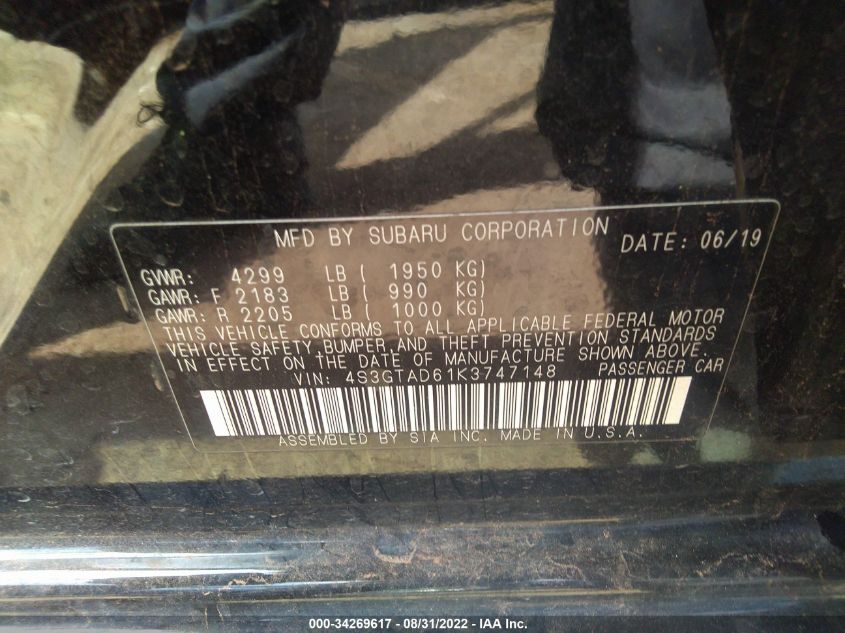 MFD BY SUBARU CORPORATION DATE: 06/19
GVWR: 4299 LB ( 1950 KG)
GAWR: F 2183 LB ( 990 KG)
GAWR: R 2205 LB ( 1000 KG)
THIS VEHICLE CONFORMS TO ALL APPLICABLE FEDERAL MOTOR
VEHICLE SAFETY,BUMPER,AND THEFT PREVENTION STANDARDS
IN EFFECT ON THE DATE OF MANUFACTURE SHOWN ABOVE.
VIN: 4S3GTAD61K3747148 PASSENGER CAR
ASSEMBLED BY SIA INC. MADE IN U.S.A.
000-34269617 - 08/31/2022 - IAA Inc.